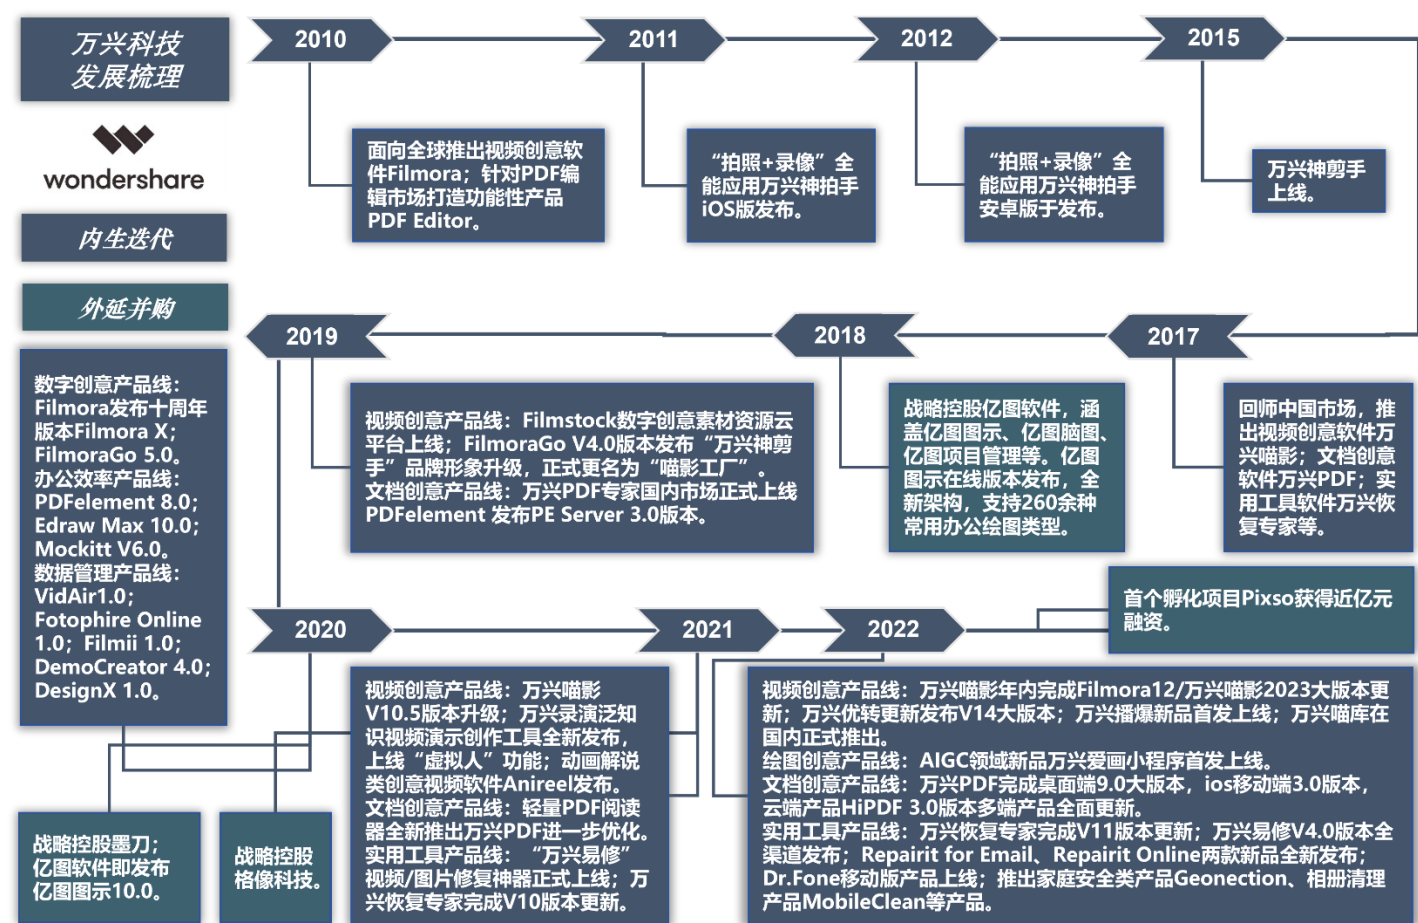 万兴科技
发展梳理
wondershare
内生迭代
外延并购
2010
2011
2012
2015
面向全球推出视频创意软
件Filmora；针对PDF编
辑市场打造功能性产品
PDF Editor。
“拍照+录像”全
能应用万兴神拍手
iOS版发布。
“拍照+录像”全
能应用万兴神拍手
安卓版于发布。
万兴神剪手
上线。
2019
2018
2017
视频创意产品线：Filmstock数字创意素材资源云
平台上线；FilmoraGo V4.0版本发布“万兴神剪
手”品牌形象升级，正式更名为“喵影工厂”。
文档创意产品线：万兴PDF专家国内市场正式上线
PDFelement 发布PE Server 3.0版本。
战略控股亿图软件，涵
盖亿图图示、亿图脑图、
亿图项目管理等。亿图
图示在线版本发布，全
新架构，支持260余种
常用办公绘图类型。
回师中国市场，推
出视频创意软件万
兴喵影；文档创意
软件万兴PDF；实
用工具软件万兴恢
复专家等。
数字创意产品线：
Filmora发布十周年
版本Filmora X；
FilmoraGo 5.0。
办公效率产品线：
PDFelement 8.0；
Edraw Max 10.0；
Mockitt V6.0。
数据管理产品线：
VidAir1.0；
Fotophire Online
1.0；Filmii 1.0；
DemoCreator 4.0；
DesignX 1.0。
2020
2021
2022
首个孵化项目Pixso获得近亿元
融资。
战略控股墨刀；
亿图软件即发布
亿图图示10.0。
战略控股
格像科技。
视频创意产品线：万兴喵影
V10.5版本升级；万兴录演泛知
识视频演示创作工具全新发布，
上线“虚拟人”功能；动画解说
类创意视频软件Anireel发布。
文档创意产品线：轻量PDF阅读
器全新推出万兴PDF进一步优化。
实用工具产品线：“万兴易修”
视频/图片修复神器正式上线；万
兴恢复专家完成V10版本更新。
视频创意产品线：万兴喵影年内完成Filmora12/万兴喵影2023大版本更
新；万兴优转更新发布V14大版本；万兴播爆新品首发上线；万兴喵库在
国内正式推出。
绘图创意产品线：AIGC领域新品万兴爱画小程序首发上线。
文档创意产品线：万兴PDF完成桌面端9.0大版本，ios移动端3.0版本，
云端产品HiPDF 3.0版本多端产品全面更新。
实用工具产品线：万兴恢复专家完成V11版本更新；万兴易修V4.0版本全
渠道发布；Repairit for Email、Repairit Online两款新品全新发布；
Dr.Fone移动版产品上线；推出家庭安全类产品Geonection、相册清理
产品MobileClean等产品。